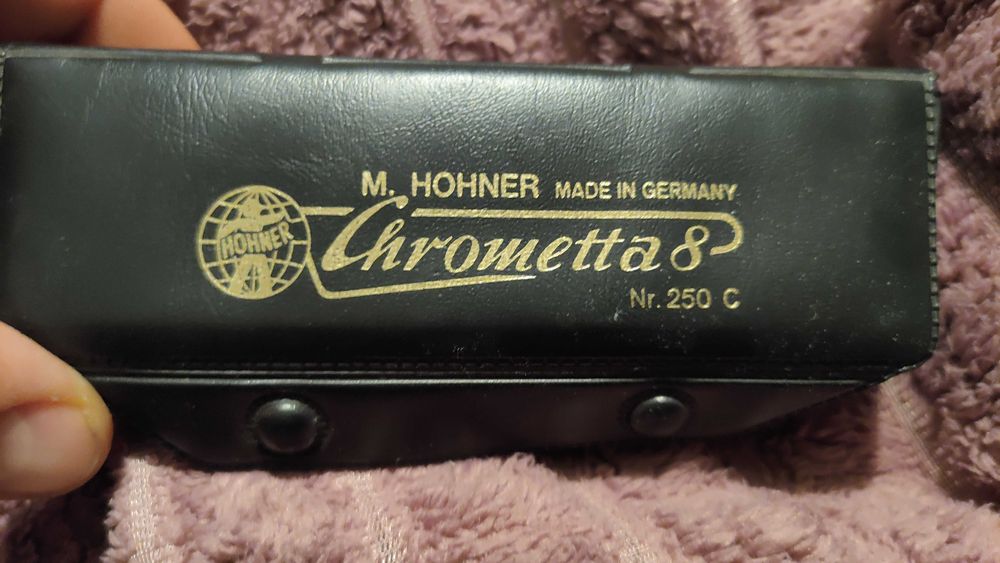 M. HOHNER MADE IN GERMANY
HOHNER
Chrometta 8
Nr. 250 C